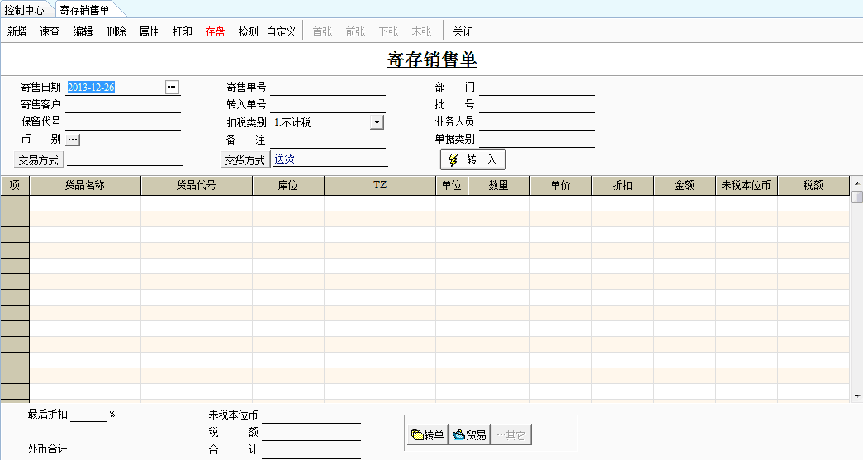 控制中心 寄存销售单
新增 速查 编辑 删除 属性 打印 存盘 检测 自定义 首张 前张 下张 末张 关闭
寄存销售单
寄售日期 2013-12-26 寄售单号 部 门
寄售客户 转入单号 批 号
保留代号 扣税类别 1.不计税 业务人员
币 别 备 注 单据类别
交易方式 交货方式 送货 转 入
项 货品名称 货品代号 库位 TZ 单位 数量 单价 折扣 金额 未税本位币 税额
最后折扣 % 未税本位币
税 额 转单 贸易 其它
外币合计 合 计